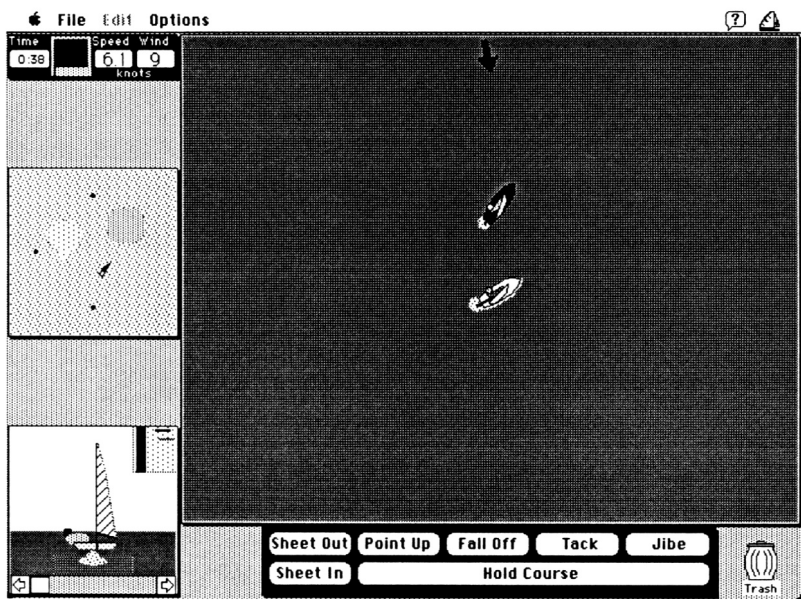 File Edit Options
?
Time Speed Wind
0:38 6.1 9
knots
Sheet Out Point Up Fall Off Tack Jibe
Sheet In Hold Course
Trash